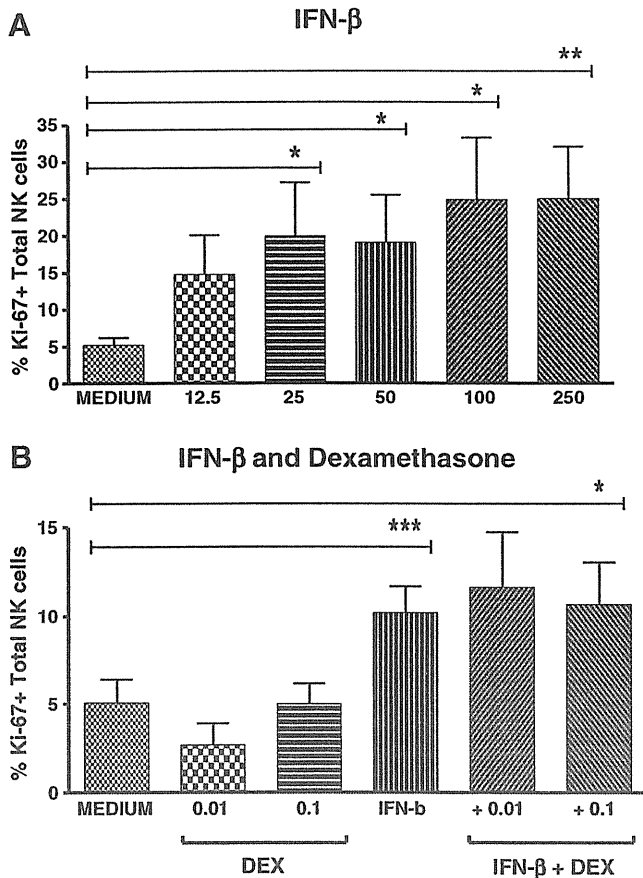 A
IFN-β
**
*
*
*
% Ki-67+ Total NK cells
35
30
25
20
15
10
5
0
MEDIUM 12.5 25 50 100 250
B
IFN-β and Dexamethasone
*
***
% Ki-67+ Total NK cells
15
10
5
0
MEDIUM 0.01 0.1 IFN-b + 0.01 + 0.1
DEX IFN-β + DEX